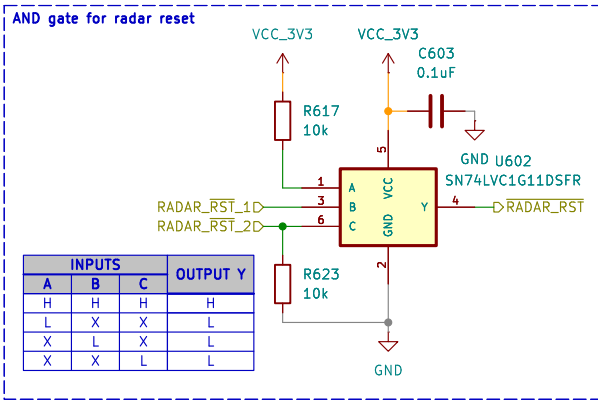 AND gate for radar reset
VCC_3V3
VCC_3V3
C603
0.1uF
R617
10k
GND
U602
SN74LVC1G11DSFR
5
1
A
VCC
RADAR_RST_1
3
B
Y
4
RADAR_RST
RADAR_RST_2
6
C
GND
2
R623
10k
GND
INPUTS OUTPUT Y
A B C
H H H H
L X X L
X L X L
X X L L